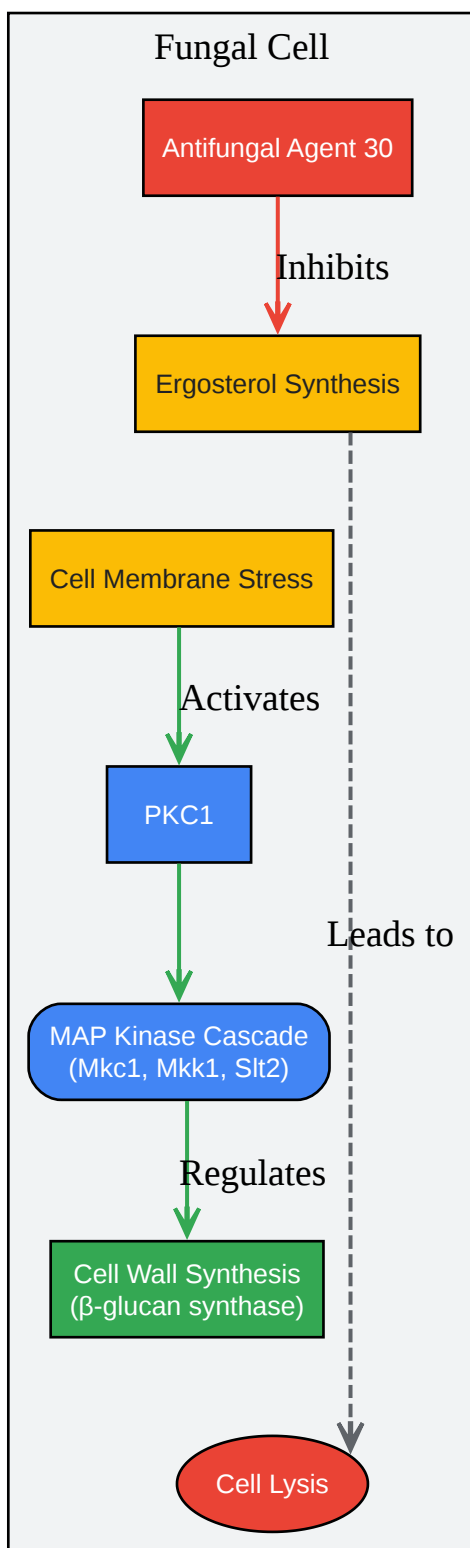 Fungal Cell
Antifungal Agent 30
Inhibits
Ergosterol Synthesis
Cell Membrane Stress
Activates
PKC1
Leads to
MAP Kinase Cascade
(Mkc1, Mkk1, Slt2)
Regulates
Cell Wall Synthesis
(β-glucan synthase)
Cell Lysis